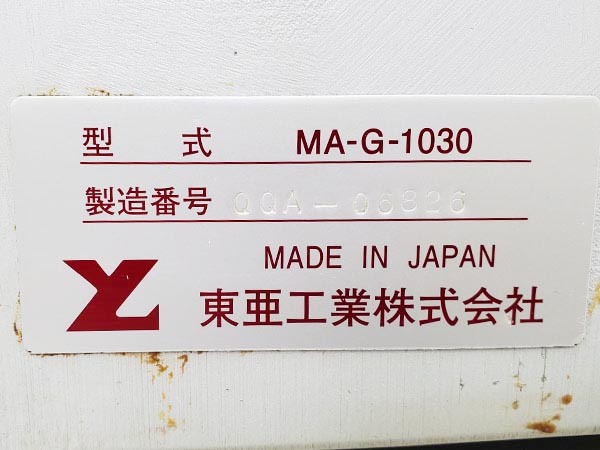 型 式 MA-G-1030
製造番号 QQA-06826
MADE IN JAPAN
東亜工業株式会社